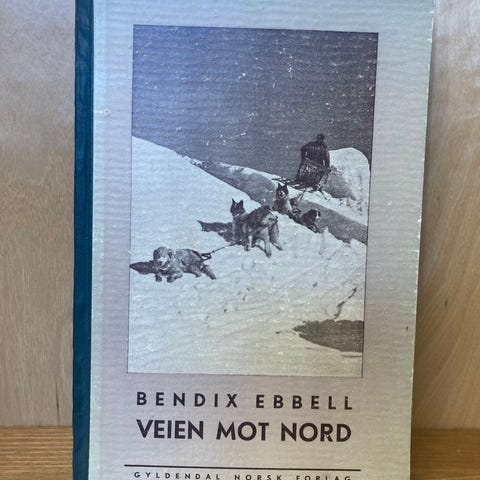 BENDIX EBBELL
VEIEN MOT NORD
GYLDENDAL NORSK FORLAG